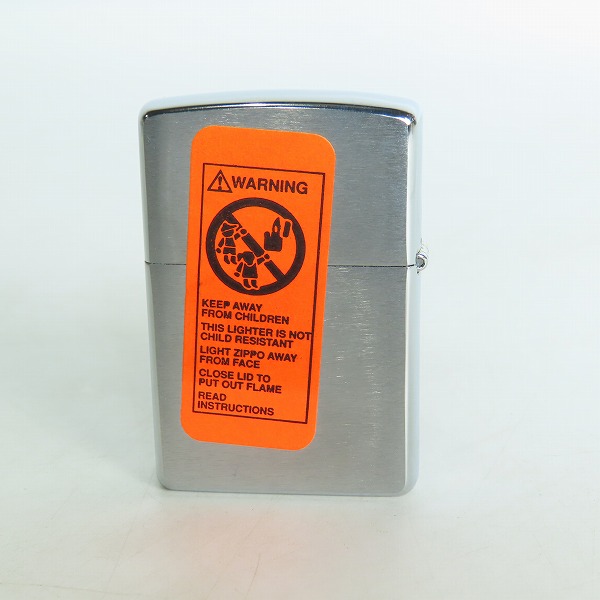 WARNING
KEEP AWAY
FROM CHILDREN
THIS LIGHTER IS NOT
CHILD RESISTANT
LIGHT ZIPPO AWAY
FROM FACE
CLOSE LID TO
PUT OUT FLAME
READ
INSTRUCTIONS